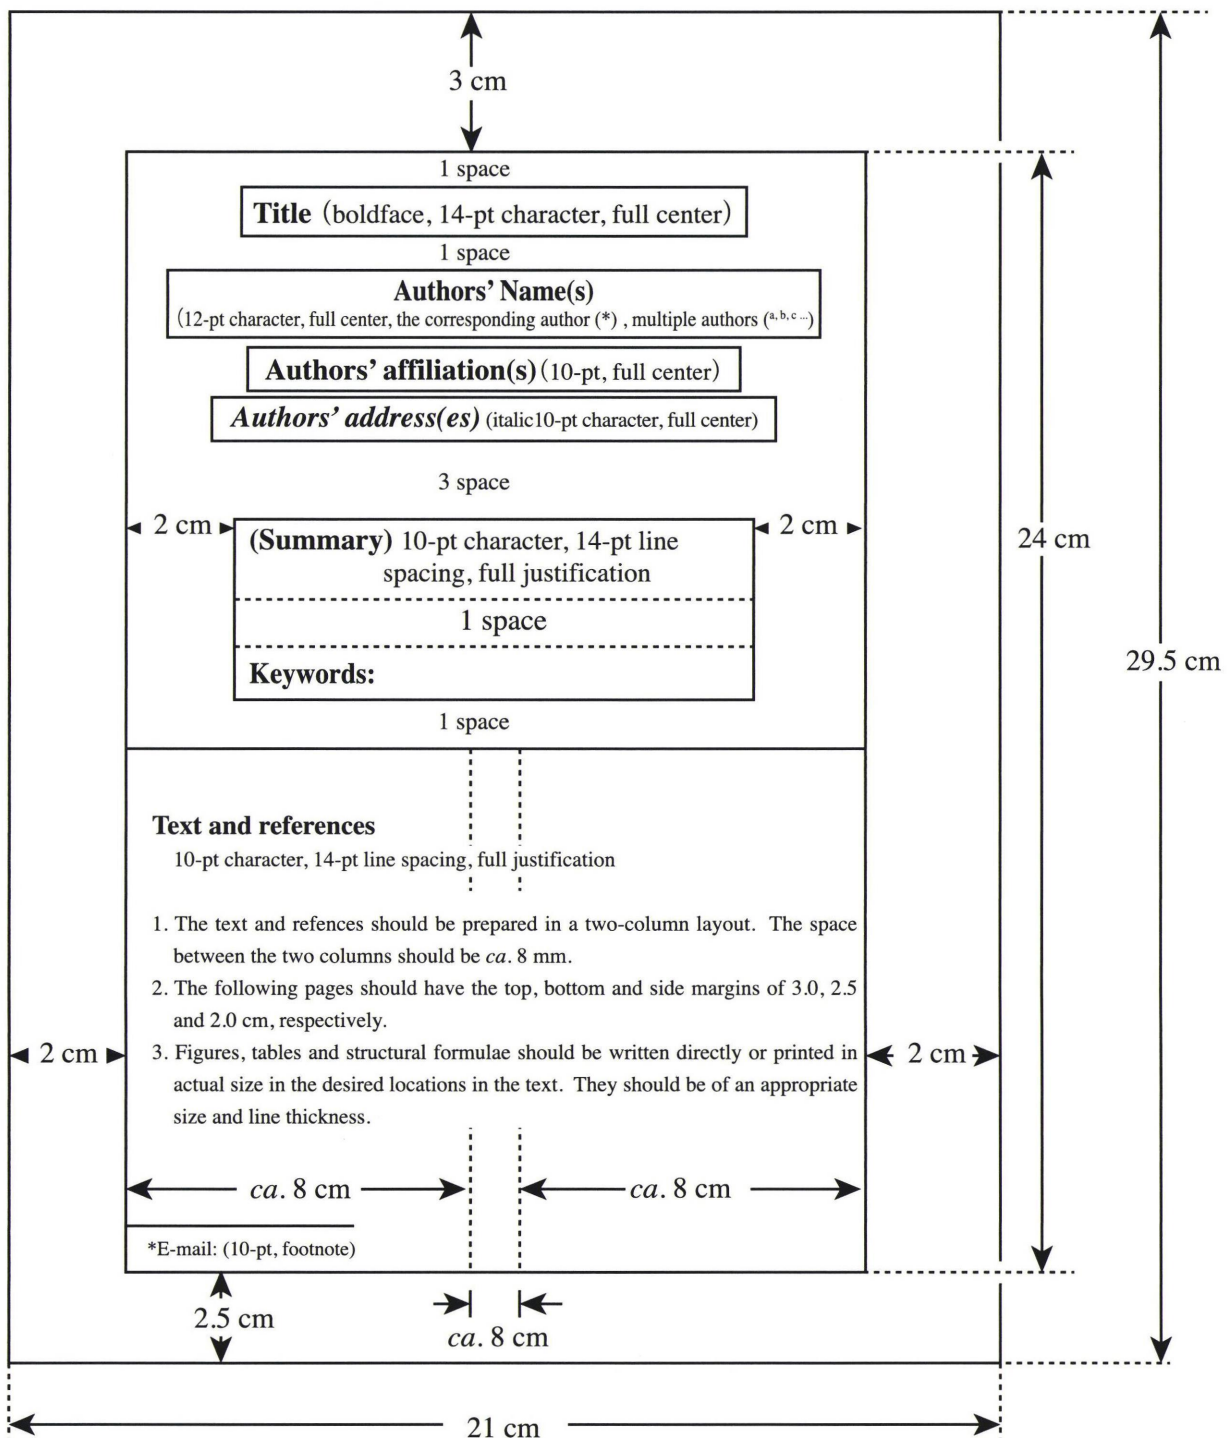 3 cm
1 space
Title (boldface, 14-pt character, full center)
1 space
Authors' Name(s)
(12-pt character, full center, the corresponding author (*) , multiple authors (a, b, c ...)
Authors' affiliation(s) (10-pt, full center)
Authors' address(es) (italic10-pt character, full center)
3 space
2 cm
(Summary) 10-pt character, 14-pt line
spacing, full justification
2 cm
24 cm
1 space
Keywords:
29.5 cm
1 space
Text and references
10-pt character, 14-pt line spacing, full justification
1. The text and refences should be prepared in a two-column layout. The space
between the two columns should be ca. 8 mm.
2. The following pages should have the top, bottom and side margins of 3.0, 2.5
and 2.0 cm, respectively.
3. Figures, tables and structural formulae should be written directly or printed in
actual size in the desired locations in the text. They should be of an appropriate
size and line thickness.
2 cm
2 cm
ca. 8 cm
ca. 8 cm
*E-mail: (10-pt, footnote)
2.5 cm
ca. 8 cm
21 cm